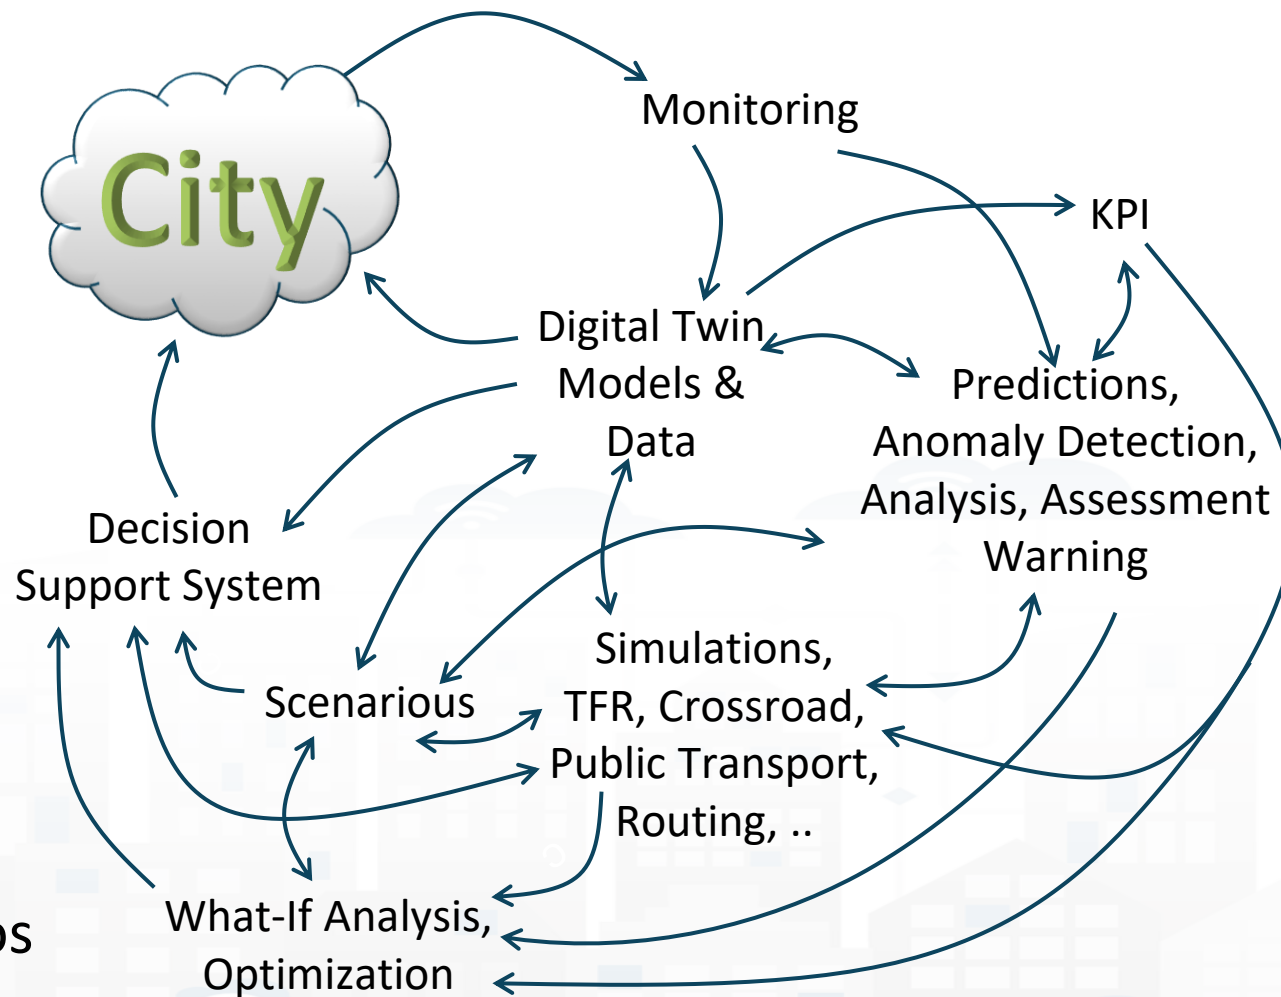 Monitoring
City
KPI
Digital Twin
Models &
Data
Predictions,
Anomaly Detection,
Analysis, Assessment
Warning
Decision
Support System
Scenarious
Simulations,
TFR, Crossroad,
Public Transport,
Routing, ..
What-If Analysis,
Optimization